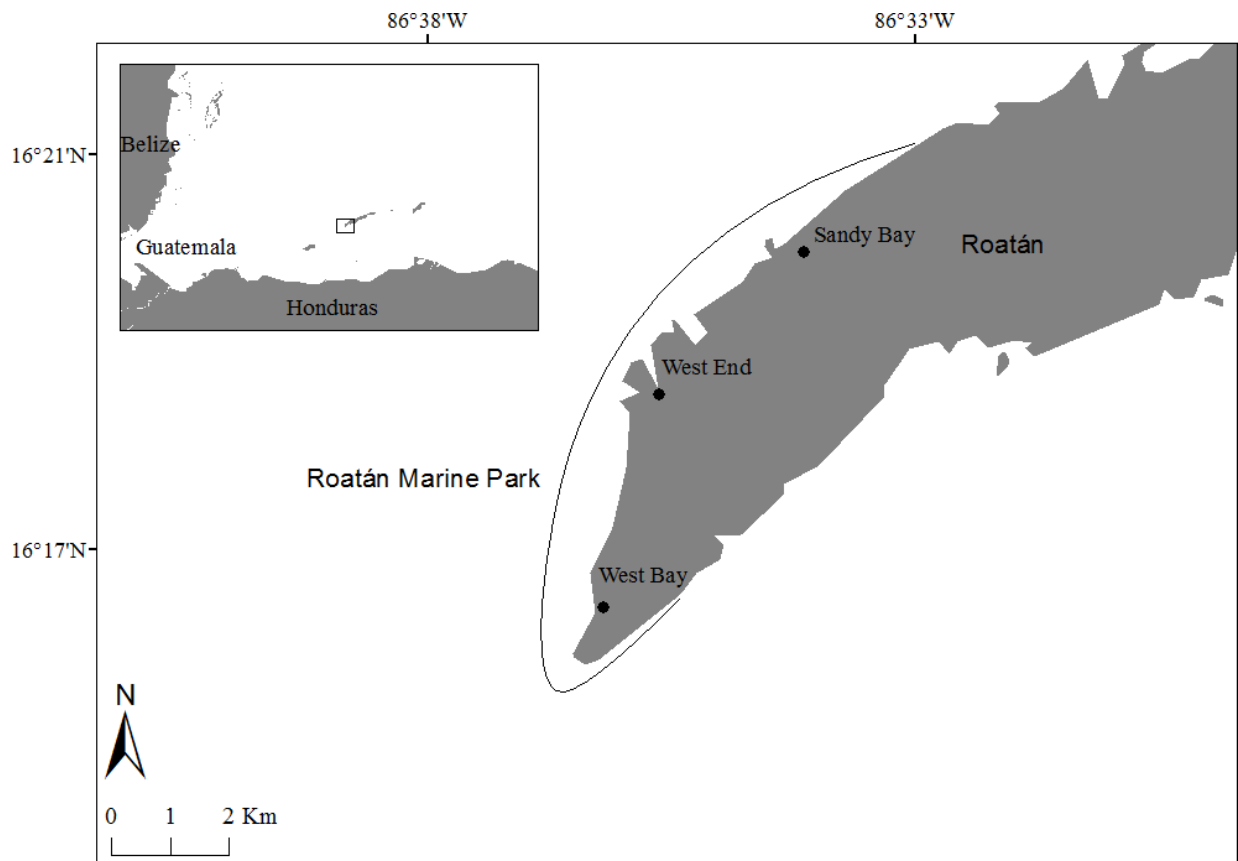 86°38'W
86°33'W
16°21'N
Belize
Guatemala
Honduras
Sandy Bay
Roatán
West End
Roatán Marine Park
16°17'N
West Bay
N
0 1 2 Km